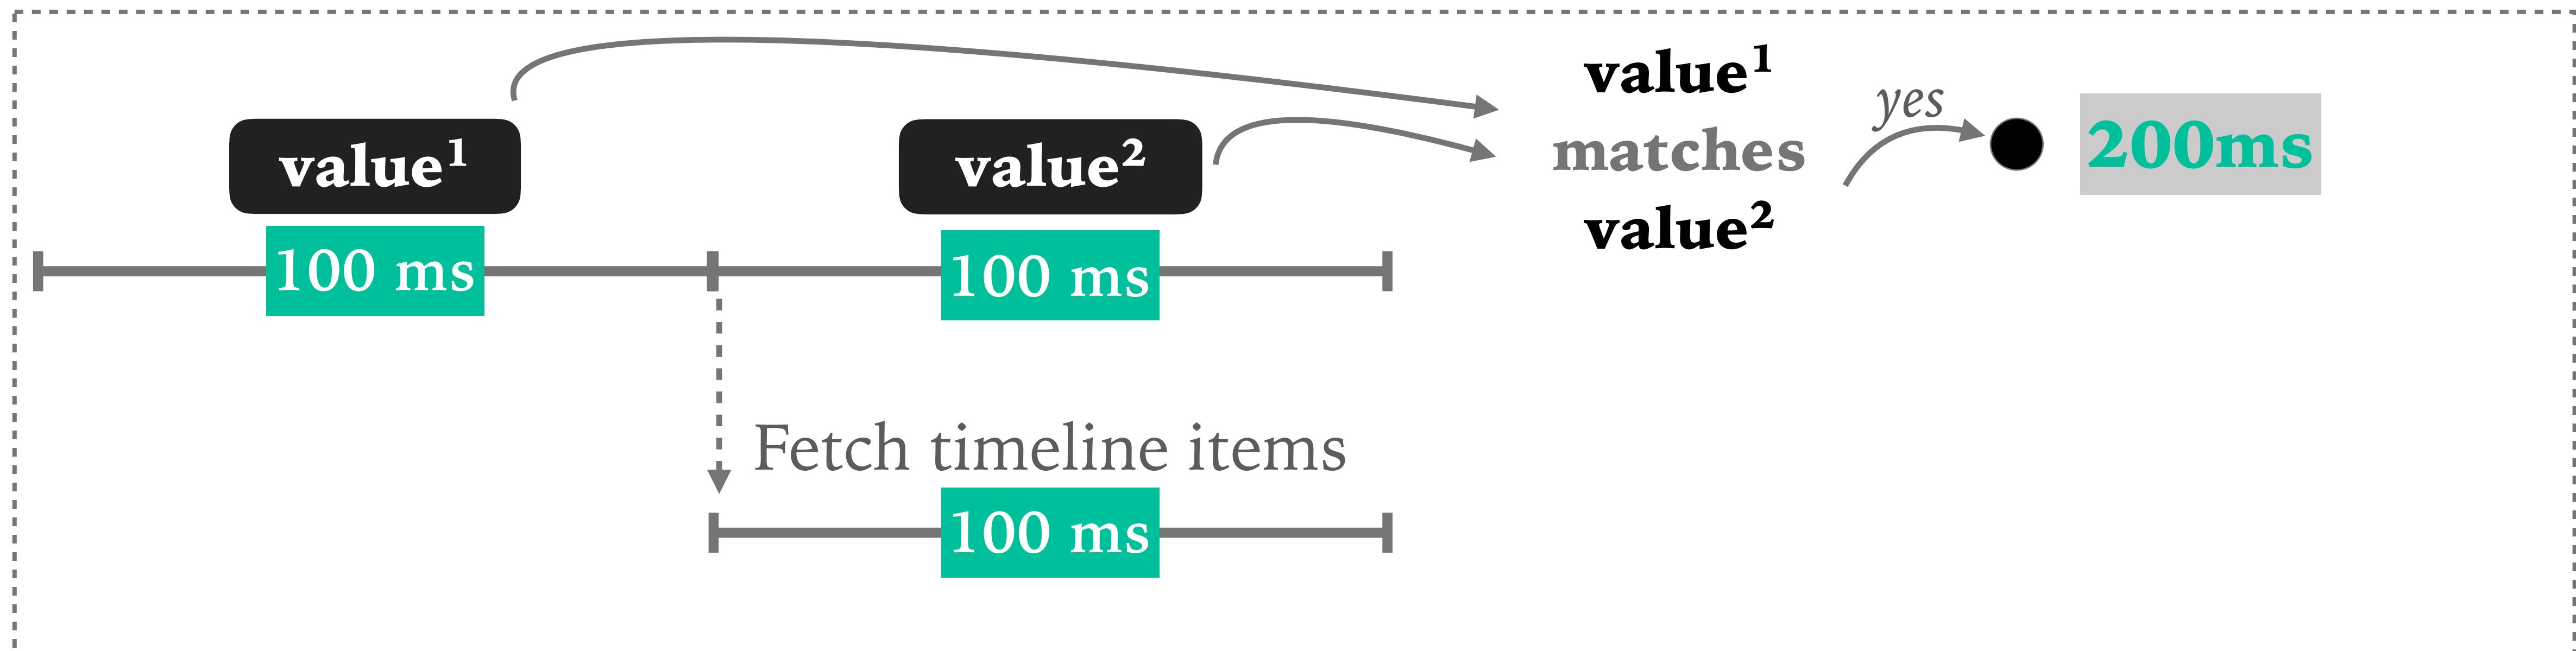 value¹
matches
value²
yes
200ms
value¹
value²
100 ms
100 ms
Fetch timeline items
100 ms